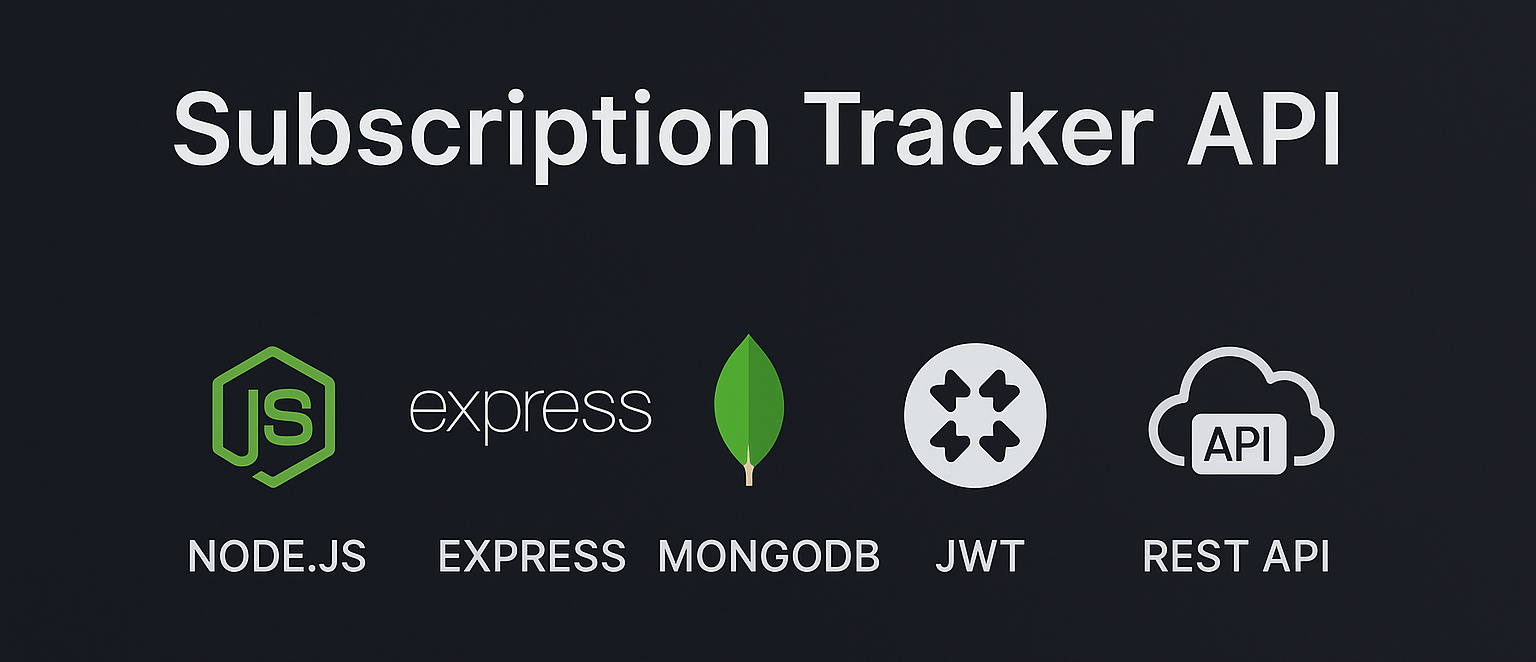 Subscription Tracker API
JS express API
NODE.JS EXPRESS MONGODB JWT REST API